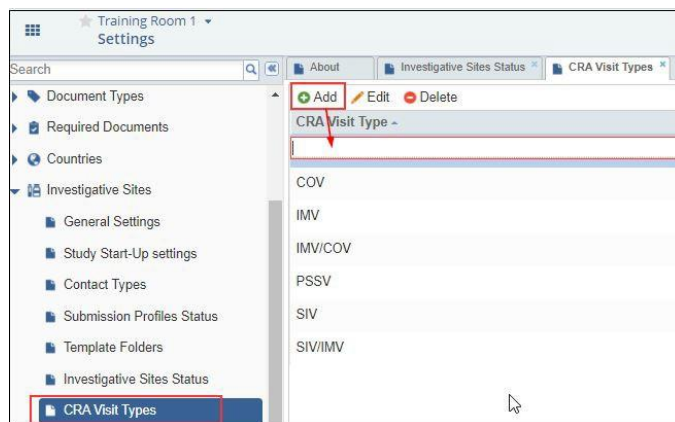 Training Room 1
Settings
Search
About
Investigative Sites Status
CRA Visit Types
Document Types
Required Documents
Countries
Investigative Sites
General Settings
Study Start-Up settings
Contact Types
Submission Profiles Status
Template Folders
Investigative Sites Status
CRA Visit Types
Add Edit Delete
CRA Visit Type
COV
IMV
IMV/COV
PSSV
SIV
SIV/IMV